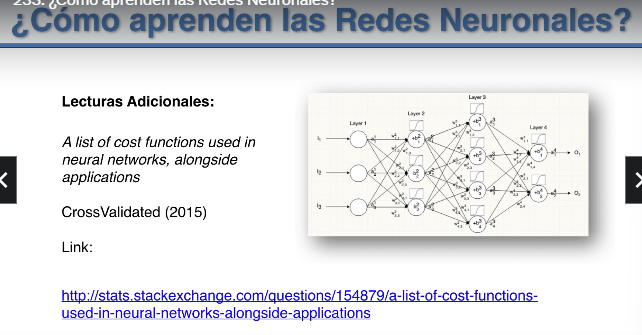 233. ¿Cómo aprenden las Redes Neuronales?
¿Cómo aprenden las Redes Neuronales?
Lecturas Adicionales:
A list of cost functions used in
neural networks, alongside
applications
CrossValidated (2015)
Link:
http://stats.stackexchange.com/questions/154879/a-list-of-cost-functions-
used-in-neural-networks-alongside-applications
Layer 1
Layer 2
Layer 3
Layer 4
I1
I2
I3
O1
O2